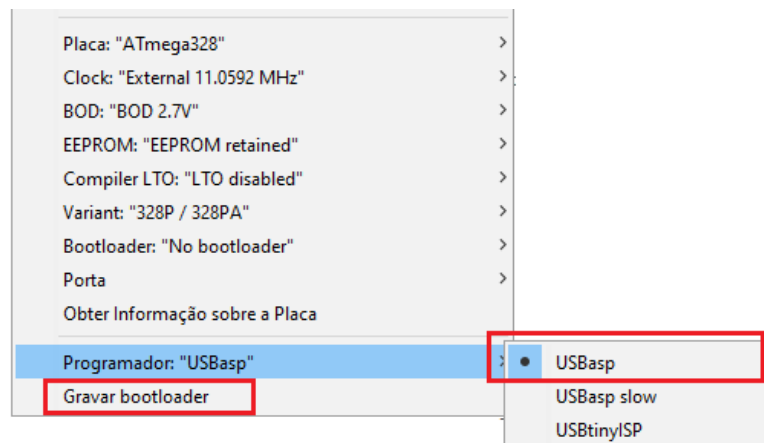 Placa: "ATmega328"
Clock: "External 11.0592 MHz"
BOD: "BOD 2.7V"
EEPROM: "EEPROM retained"
Compiler LTO: "LTO disabled"
Variant: "328P / 328PA"
Bootloader: "No bootloader"
Porta
Obter Informação sobre a Placa
Programador: "USBasp"
Gravar bootloader
USBasp
USBasp slow
USBtinyISP